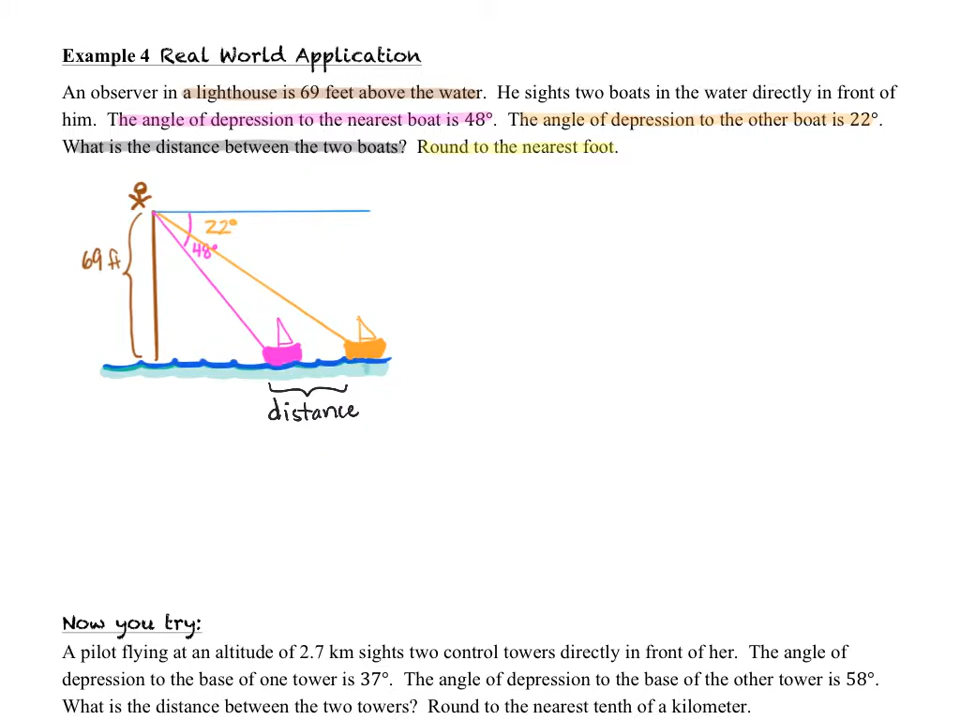 Example 4 Real World Application
An observer in a lighthouse is 69 feet above the water. He sights two boats in the water directly in front of
him. The angle of depression to the nearest boat is 48°. The angle of depression to the other boat is 22°.
What is the distance between the two boats? Round to the nearest foot.
22°
48°
69 ft
distance
Now you try:
A pilot flying at an altitude of 2.7 km sights two control towers directly in front of her. The angle of
depression to the base of one tower is 37°. The angle of depression to the base of the other tower is 58°.
What is the distance between the two towers? Round to the nearest tenth of a kilometer.